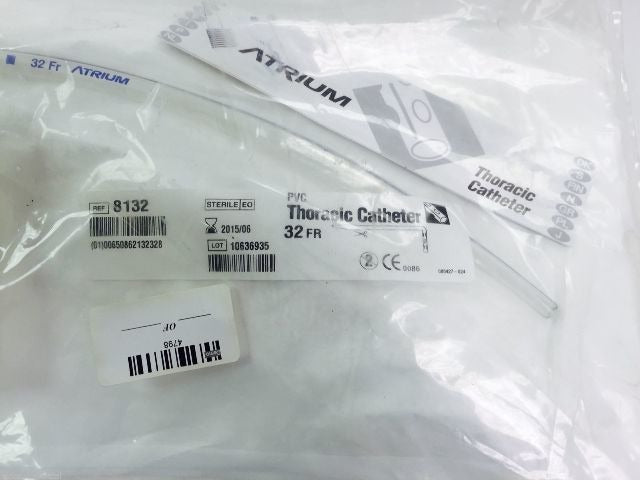 32 Fr ATRIUM
ATRIUM
Thoracic
Catheter
REF 8132
(01)00650862132328
STERILE EO
2015/06
LOT 10636935
PVC
Thoracic Catheter
32 FR
2 CE 0086
OF
4798